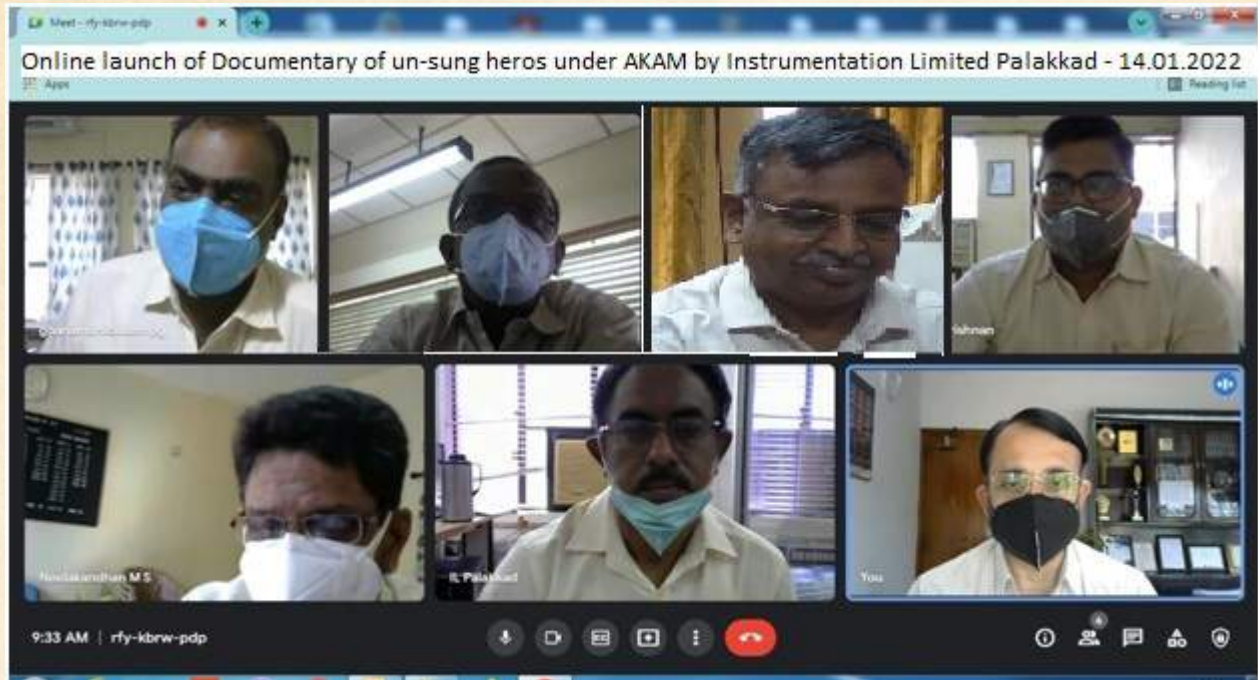 Meet - rfy-kbrw-pdp
Online launch of Documentary of un-sung heros under AKAM by Instrumentation Limited Palakkad - 14.01.2022
Apps
Reading list
ishnan
Neelakandhan M S
IL Palakkad
You
9:33 AM | rfy-kbrw-pdp